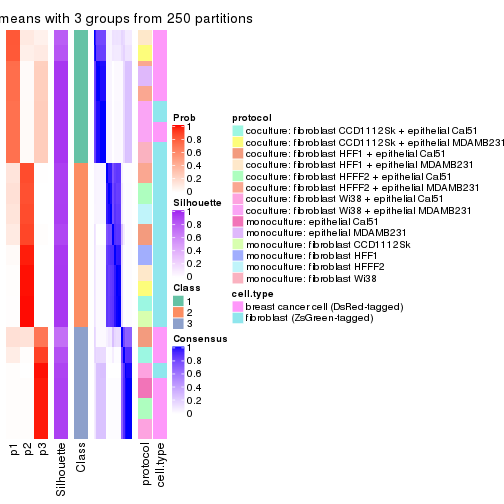 means with 3 groups from 250 partitions
Prob
1
0.8
0.6
0.4
0.2
0
Silhouette
1
0.8
0.6
0.4
0.2
0
Class
1
2
3
Consensus
1
0.8
0.6
0.4
0.2
0
protocol
coculture: fibroblast CCD1112Sk + epithelial Cal51
coculture: fibroblast CCD1112Sk + epithelial MDAMB231
coculture: fibroblast HFF1 + epithelial Cal51
coculture: fibroblast HFF1 + epithelial MDAMB231
coculture: fibroblast HFFF2 + epithelial Cal51
coculture: fibroblast HFFF2 + epithelial MDAMB231
coculture: fibroblast Wi38 + epithelial Cal51
coculture: fibroblast Wi38 + epithelial MDAMB231
monoculture: epithelial Cal51
monoculture: epithelial MDAMB231
monoculture: fibroblast CCD1112Sk
monoculture: fibroblast HFF1
monoculture: fibroblast HFFF2
monoculture: fibroblast Wi38
cell.type
breast cancer cell (DsRed-tagged)
fibroblast (ZsGreen-tagged)
p1
p2
p3
Silhouette
Class
protocol
cell.type